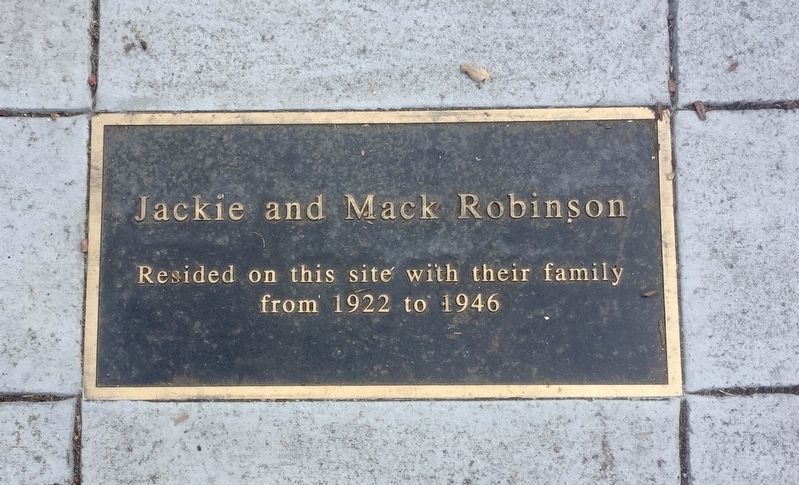 Jackie and Mack Robinson
Resided on this site with their family
from 1922 to 1946